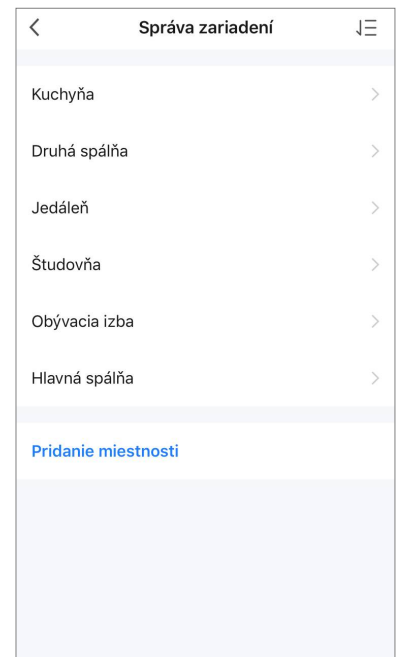 Správa zariadení
Kuchyňa
Druhá spálňa
Jedáleň
Študovňa
Obývacia izba
Hlavná spálňa
Pridanie miestnosti